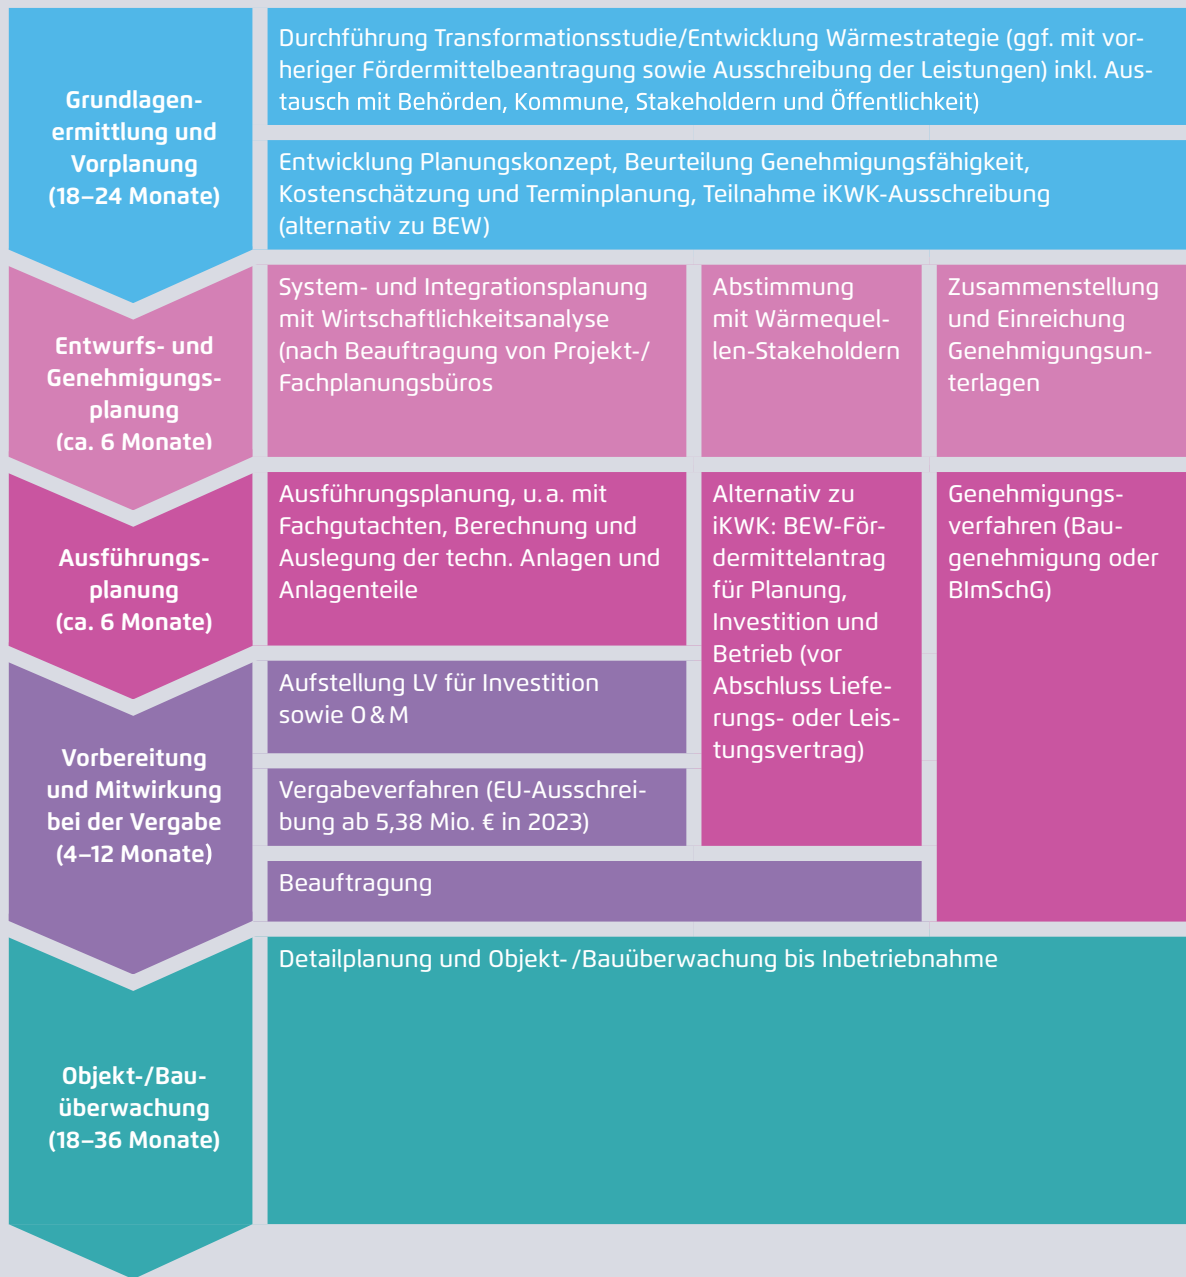 Grundlagen-
ermittlung und
Vorplanung
(18–24 Monate)
Durchführung Transformationsstudie/Entwicklung Wärmestrategie (ggf. mit vor-
heriger Fördermittelbeantragung sowie Ausschreibung der Leistungen) inkl. Aus-
tausch mit Behörden, Kommune, Stakeholdern und Öffentlichkeit)
Entwicklung Planungskonzept, Beurteilung Genehmigungsfähigkeit,
Kostenschätzung und Terminplanung, Teilnahme iKWK-Ausschreibung
(alternativ zu BEW)
Entwurfs- und
Genehmigungs-
planung
(ca. 6 Monate)
System- und Integrationsplanung
mit Wirtschaftlichkeitsanalyse
(nach Beauftragung von Projekt-/
Fachplanungsbüros
Abstimmung
mit Wärmequel-
len-Stakeholdern
Zusammenstellung
und Einreichung
Genehmigungsun-
terlagen
Ausführungs-
planung
(ca. 6 Monate)
Ausführungsplanung, u. a. mit
Fachgutachten, Berechnung und
Auslegung der techn. Anlagen und
Anlagenteile
Alternativ zu
iKWK: BEW-För-
dermittelantrag
für Planung,
Investition und
Betrieb (vor
Abschluss Liefe-
rungs- oder Leis-
tungsvertrag)
Genehmigungs-
verfahren (Bau-
genehmigung oder
BImSchG)
Vorbereitung
und Mitwirkung
bei der Vergabe
(4–12 Monate)
Aufstellung LV für Investition
sowie O & M
Vergabeverfahren (EU-Ausschrei-
bung ab 5,38 Mio. € in 2023)
Beauftragung
Objekt-/Bau-
überwachung
(18–36 Monate)
Detailplanung und Objekt- /Bauüberwachung bis Inbetriebnahme